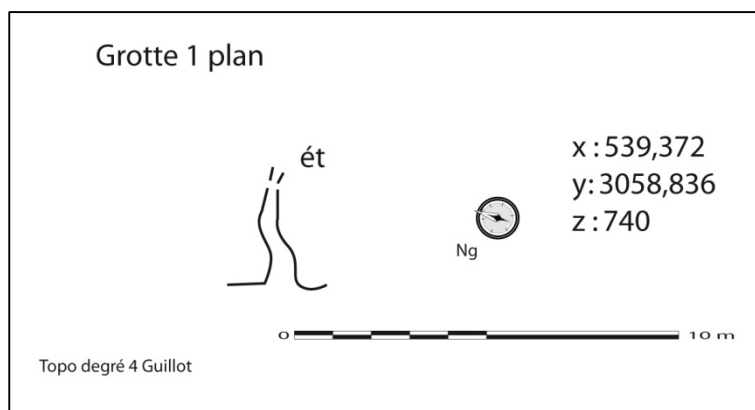 Grotte 1 plan
ét
x : 539,372
y: 3058,836
z : 740
Ng
0 10 m
Topo degré 4 Guillot